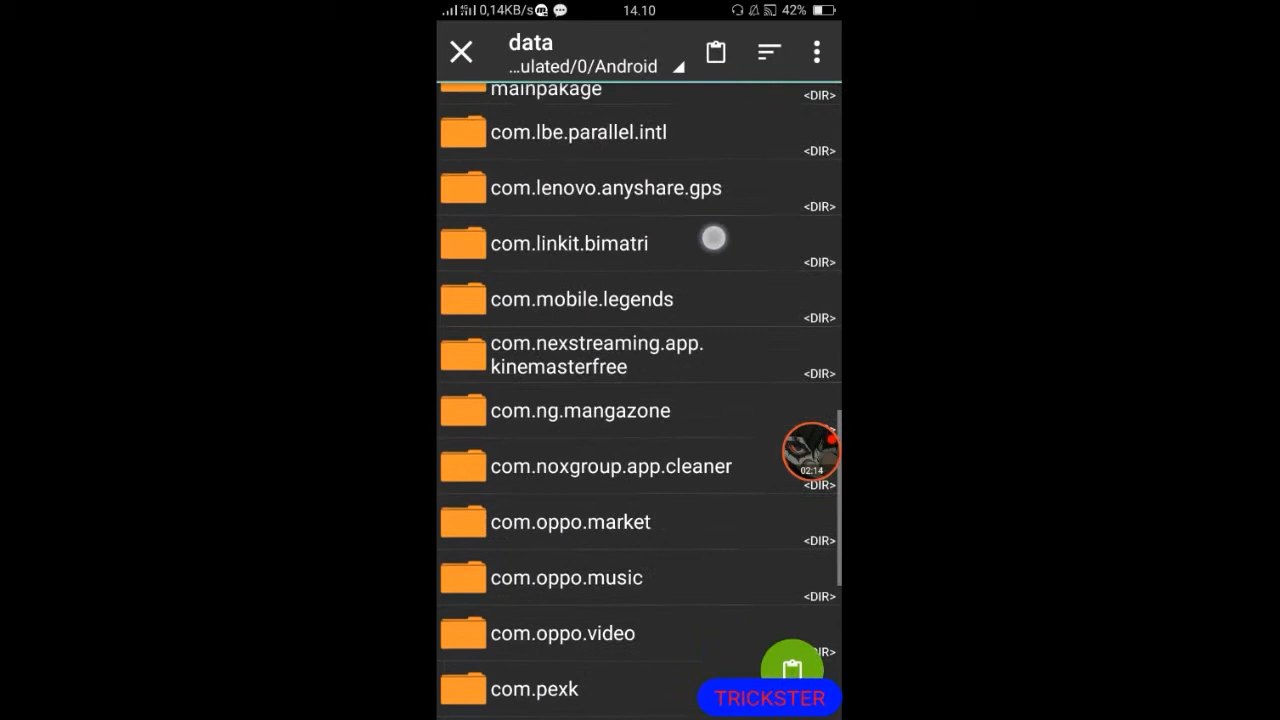 0,14KB/s
14.10
42%
data
...ulated/0/Android
mainpakage
<DIR>
com.lbe.parallel.intl
<DIR>
com.lenovo.anyshare.gps
<DIR>
com.linkit.bimatri
<DIR>
com.mobile.legends
<DIR>
com.nexstreaming.app.
kinemasterfree
<DIR>
com.ng.mangazone
com.noxgroup.app.cleaner
02:14
<DIR>
com.oppo.market
<DIR>
com.oppo.music
<DIR>
com.oppo.video
IR>
com.pexk
TRICKSTER